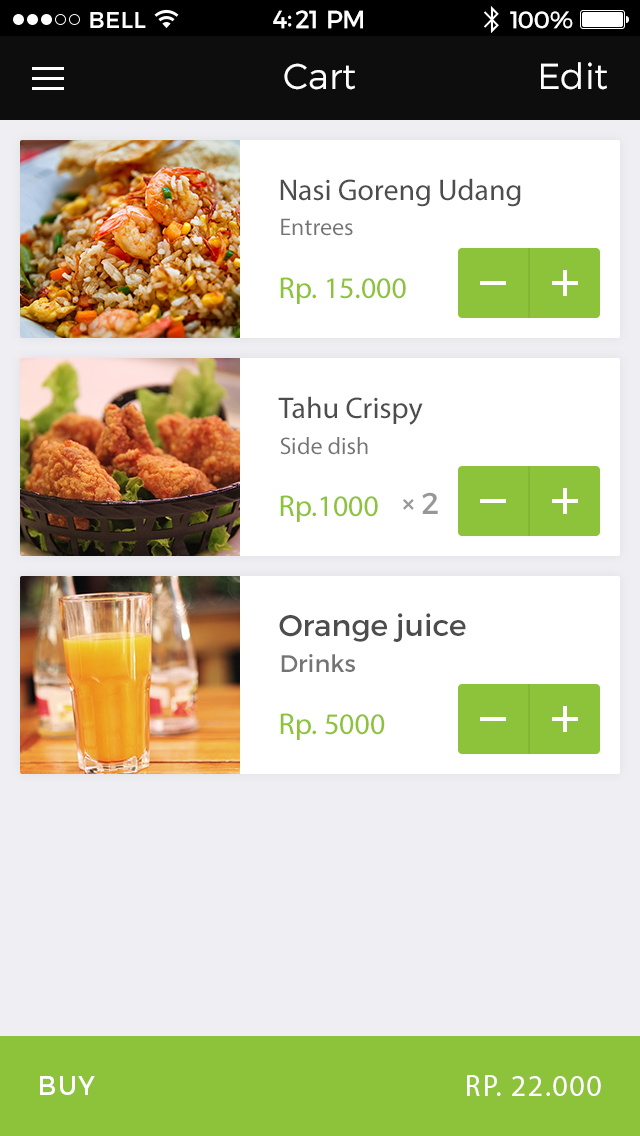 BELL 4:21 PM 100%
Cart Edit
Nasi Goreng Udang
Entrees
Rp. 15.000
Tahu Crispy
Side dish
Rp.1000 × 2
Orange juice
Drinks
Rp. 5000
BUY RP. 22.000